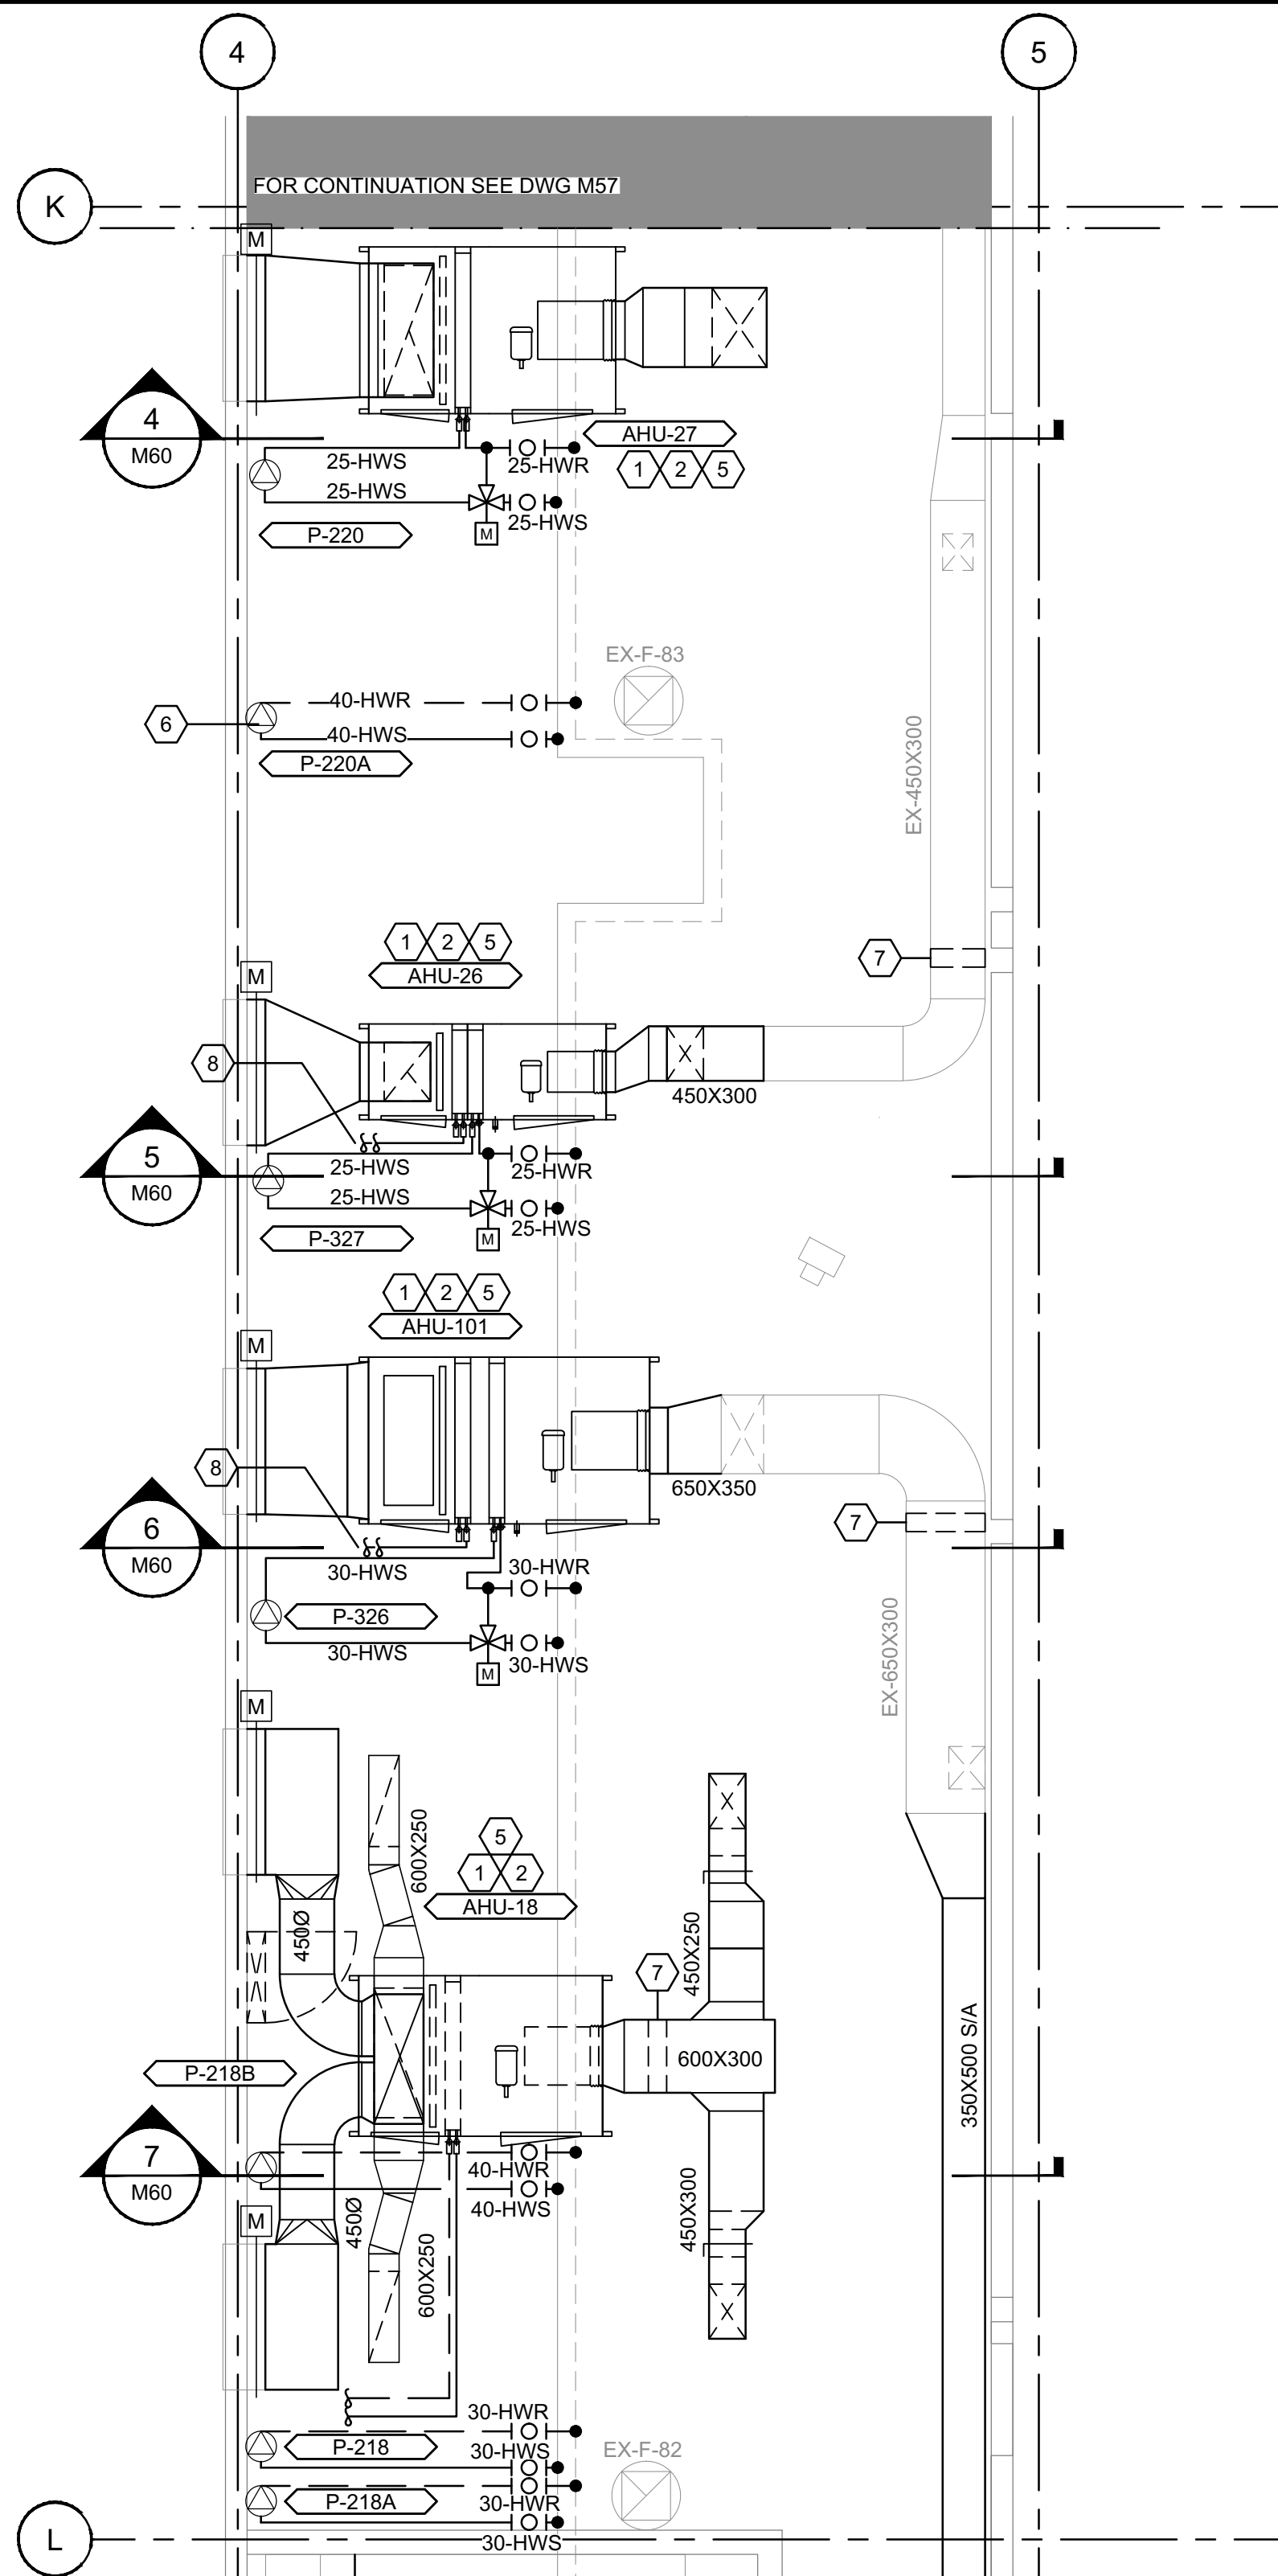 4
5
K
FOR CONTINUATION SEE DWG M57
M
4
M60
AHU-27
1 2 5
25-HWS
25-HWR
25-HWS
25-HWS
P-220
M
EX-F-83
6
40-HWR
40-HWS
P-220A
EX-450X300
1 2 5
AHU-26
7
M
8
450X300
5
M60
25-HWS
25-HWR
25-HWS
25-HWS
P-327
M
1 2 5
AHU-101
M
8
650X350
7
6
M60
30-HWS
30-HWR
P-326
30-HWS
30-HWS
M
EX-650X300
M
600X250
5
1 2
AHU-18
450Ø
450X250
7
600X300
350X500 S/A
P-218B
7
M60
40-HWR
40-HWS
M
450Ø
600X250
450X300
30-HWR
P-218
30-HWS
EX-F-82
P-218A
30-HWR
L
30-HWS